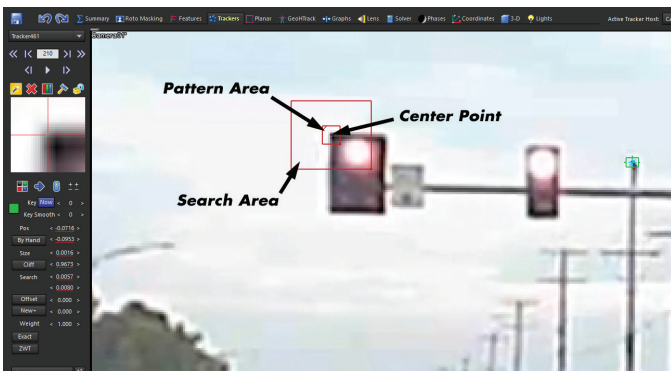 Summary Roto Masking Features Trackers Planar GeoHTrack Graphs Lens Solver Phases Coordinates 3-D Lights Active Tracker Host: Ca
Tracker461
Camera01*
210
Pattern Area
Center Point
Search Area
Key Now < 0 >
Key Smooth < 0 >
Pos < -0.0716 >
By Hand < -0.0953 >
Size < 0.0016 >
Cliff < 0.9673 >
Search < 0.0057 >
< 0.0080 >
Offset < 0.000 >
New+ < 0.000 >
Weight < 1.000 >
Exact
ZWT